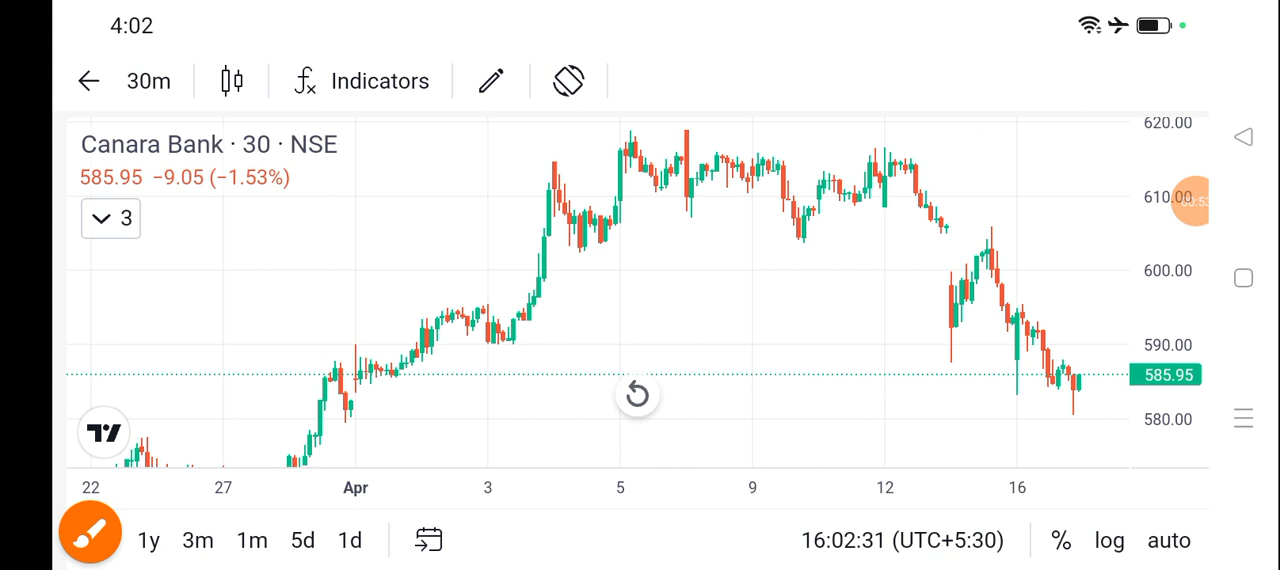 4:02
30m
Indicators
Canara Bank · 30 · NSE
585.95 −9.05 (−1.53%)
3
620.00
610.00
600.00
590.00
585.95
580.00
22 27 Apr 3 5 9 12 16
1y 3m 1m 5d 1d 16:02:31 (UTC+5:30) % log auto